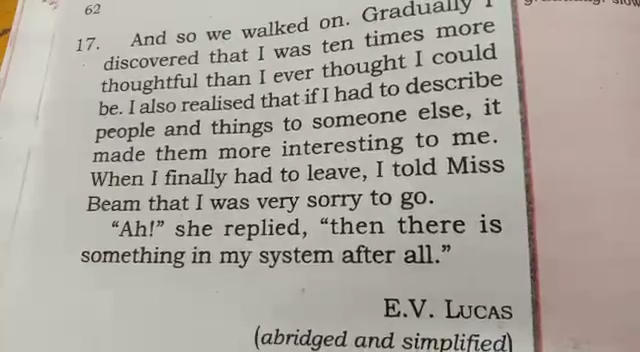 62
17. And so we walked on. Gradually I
discovered that I was ten times more
thoughtful than I ever thought I could
be. I also realised that if I had to describe
people and things to someone else, it
made them more interesting to me.
When I finally had to leave, I told Miss
Beam that I was very sorry to go.
“Ah!” she replied, “then there is
something in my system after all.”
E.V. LUCAS
(abridged and simplified)